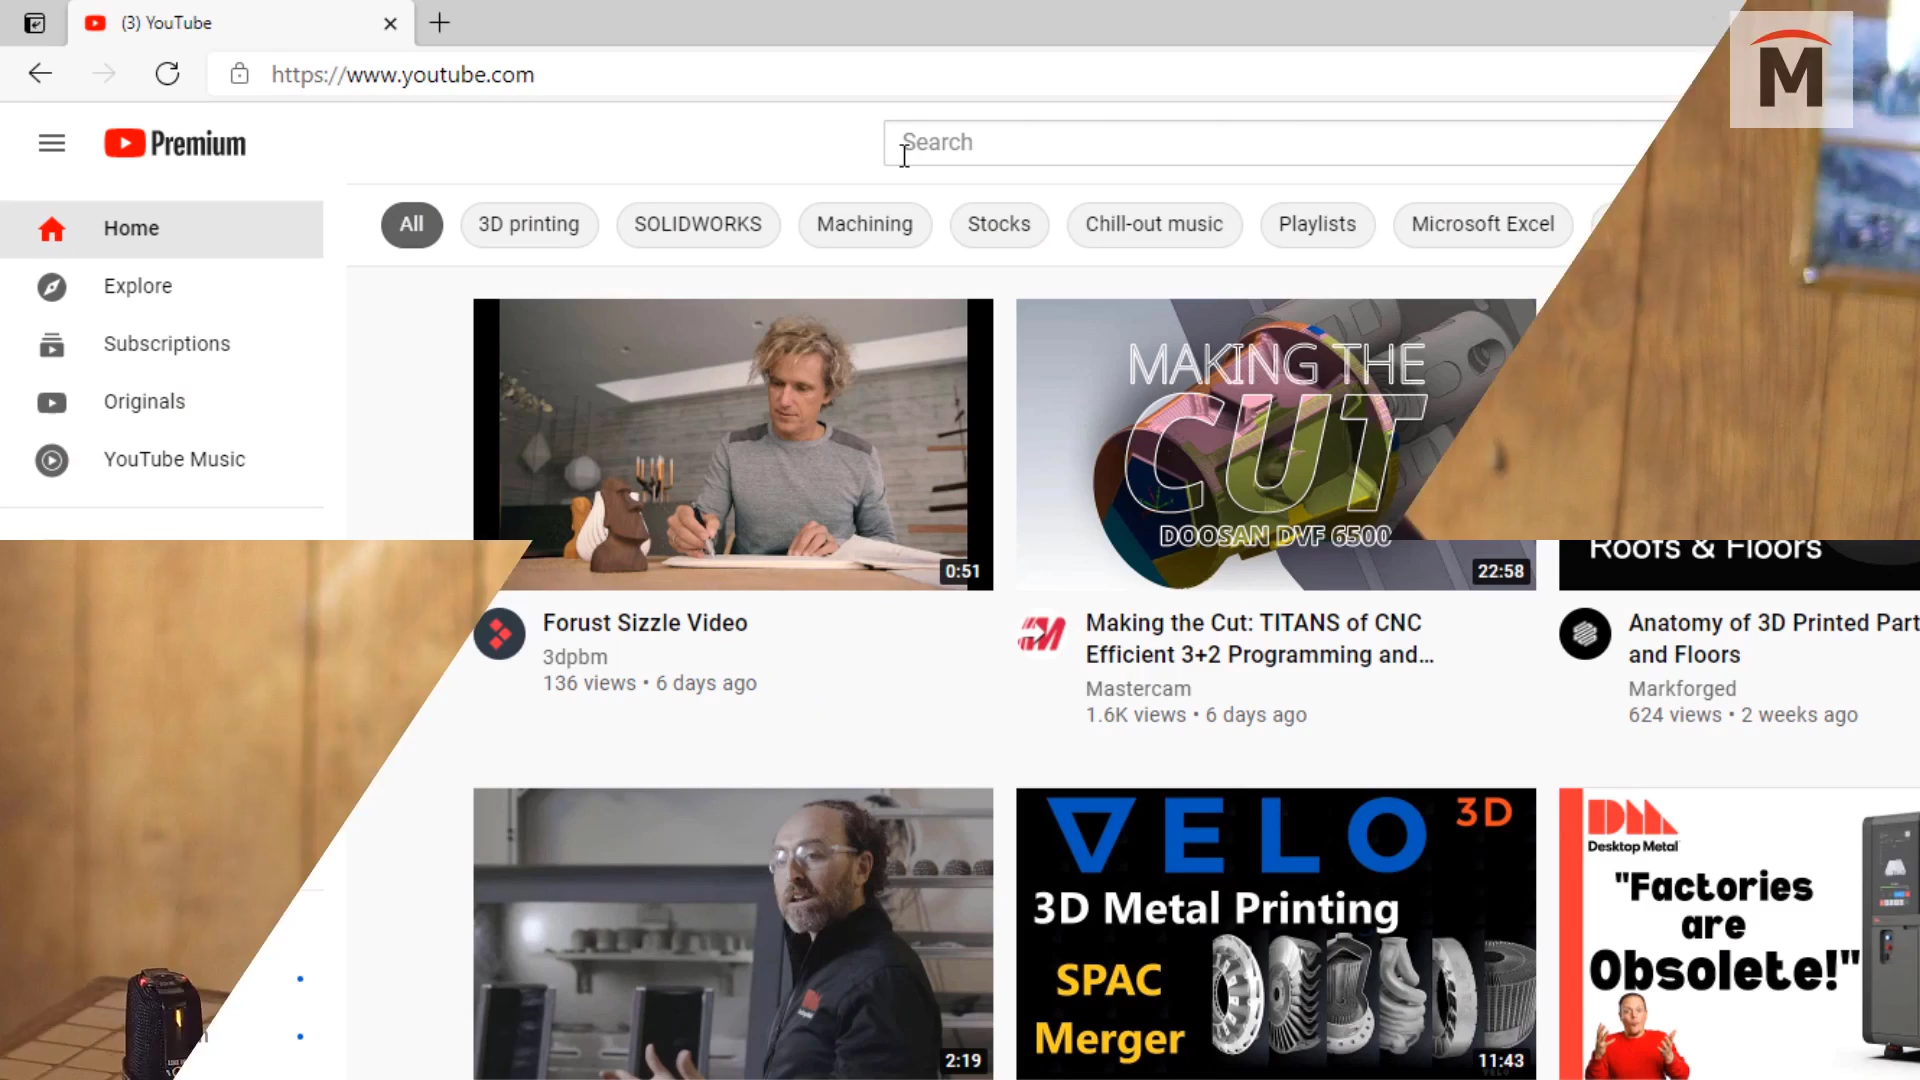 (3) YouTube
https://www.youtube.com
M
Premium
Search
Home
All
3D printing
SOLIDWORKS
Machining
Stocks
Chill-out music
Playlists
Microsoft Excel
Explore
Subscriptions
Originals
YouTube Music
MAKING THE
CUT
DOOSAN DVF 6500
0:51
22:58
Roofs & Floors
Forust Sizzle Video
3dpbm
136 views • 6 days ago
Making the Cut: TITANS of CNC
Efficient 3+2 Programming and...
Mastercam
1.6K views • 6 days ago
Anatomy of 3D Printed Part
and Floors
Markforged
624 views • 2 weeks ago
2:19
VELO 3D
3D Metal Printing
SPAC
Merger
11:43
DM
Desktop Metal
"Factories
are
Obsolete!"